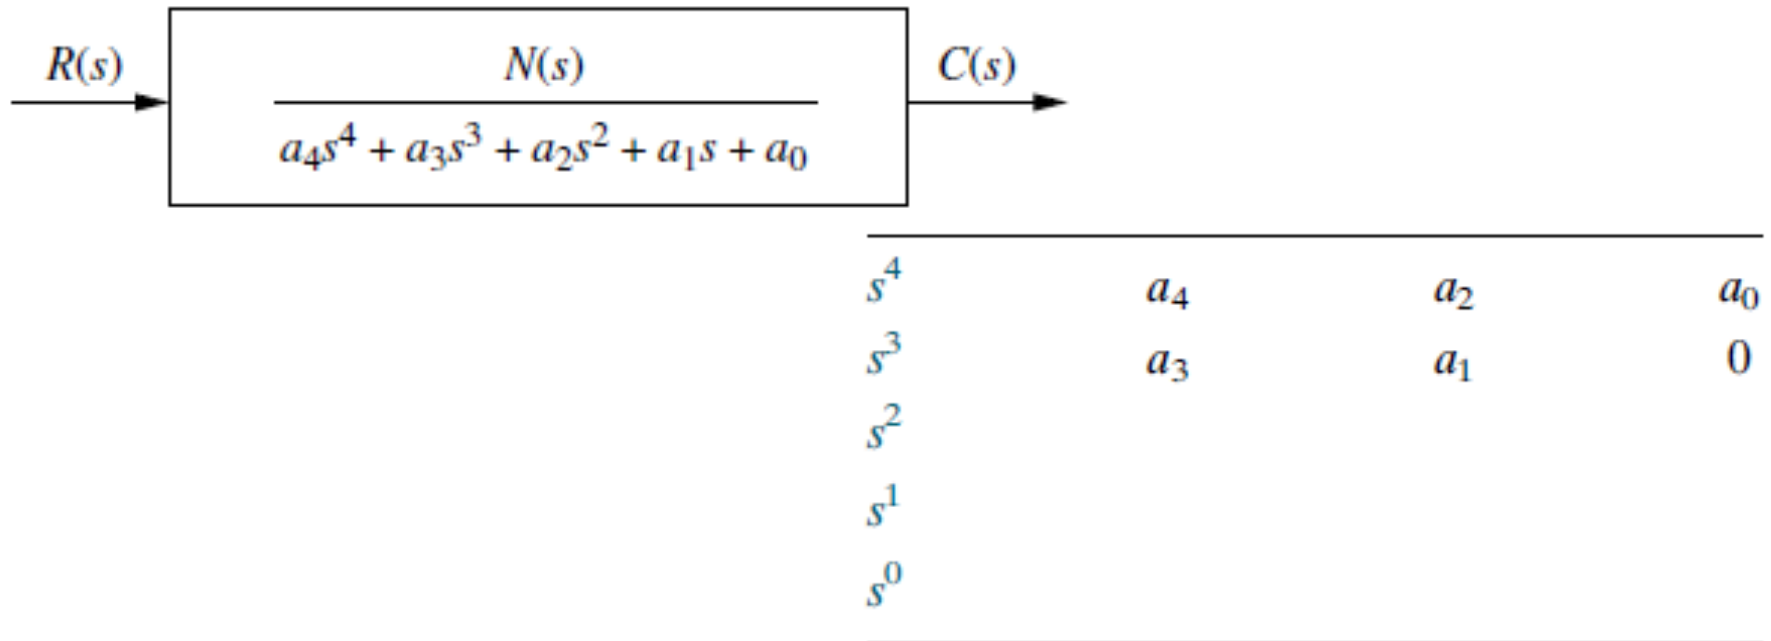 R(s) N(s) C(s)
a₄s⁴ + a₃s³ + a₂s² + a₁s + a₀
s⁴ a₄ a₂ a₀
s³ a₃ a₁ 0
s²
s¹
s⁰